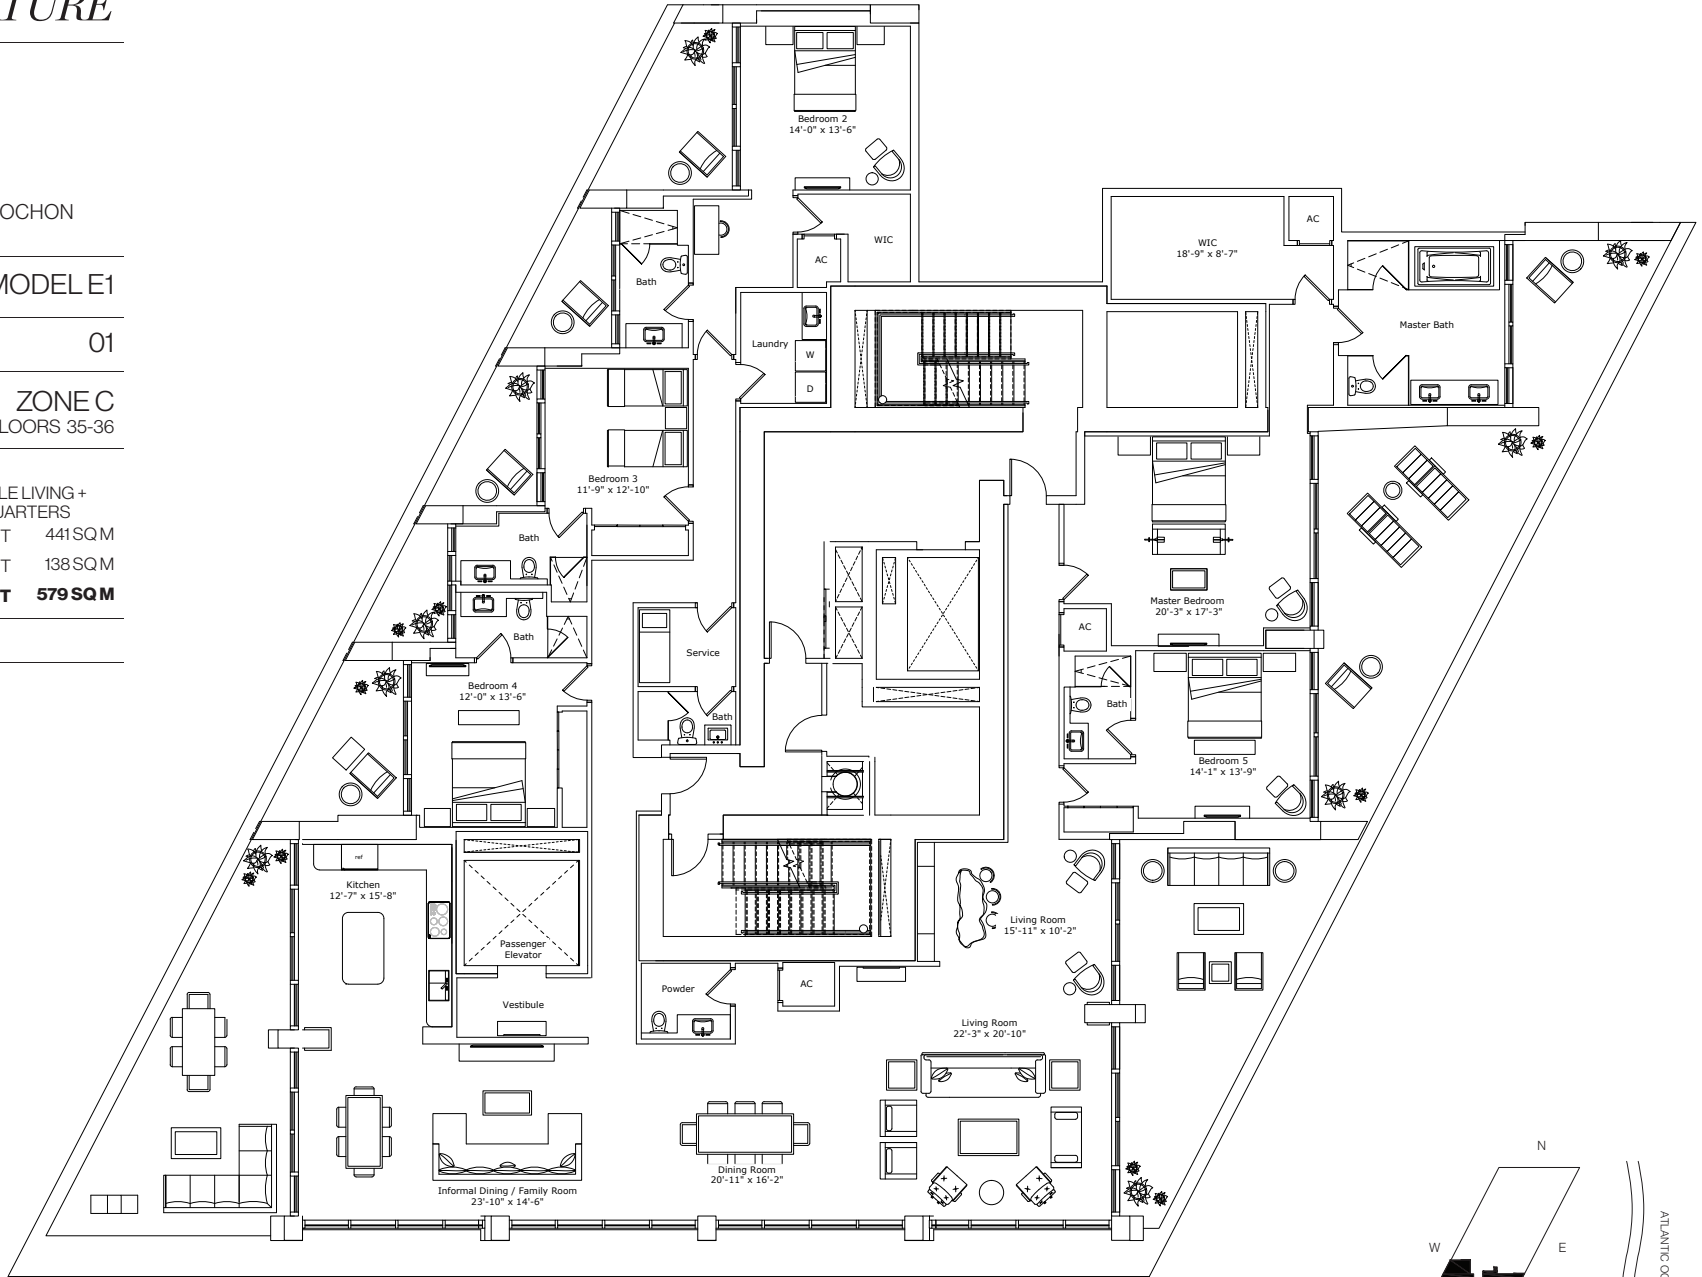 ATURE
OCHON
MODEL E1
01
ZONE C
LOORS 35-36
LE LIVING +
UARTERS
T 441 SQ M
T 138 SQ M
T 579 SQ M
Bedroom 2
14'-0" x 13'-6"
WIC
AC
Bath
Laundry
W
D
WIC
18'-9" x 8'-7"
AC
Master Bath
Bedroom 3
11'-9" x 12'-10"
Bath
Bath
Bedroom 4
12'-0" x 13'-6"
Service
Bath
Master Bedroom
20'-3" x 17'-3"
AC
Bath
Bedroom 5
14'-1" x 13'-9"
ref
Kitchen
12'-7" x 15'-8"
Passenger
Elevator
Vestibule
Powder
AC
Living Room
15'-11" x 10'-2"
Living Room
22'-3" x 20'-10"
Dining Room
20'-11" x 16'-2"
Informal Dining / Family Room
23'-10" x 14'-6"
N
W
E
ATLANTIC OC